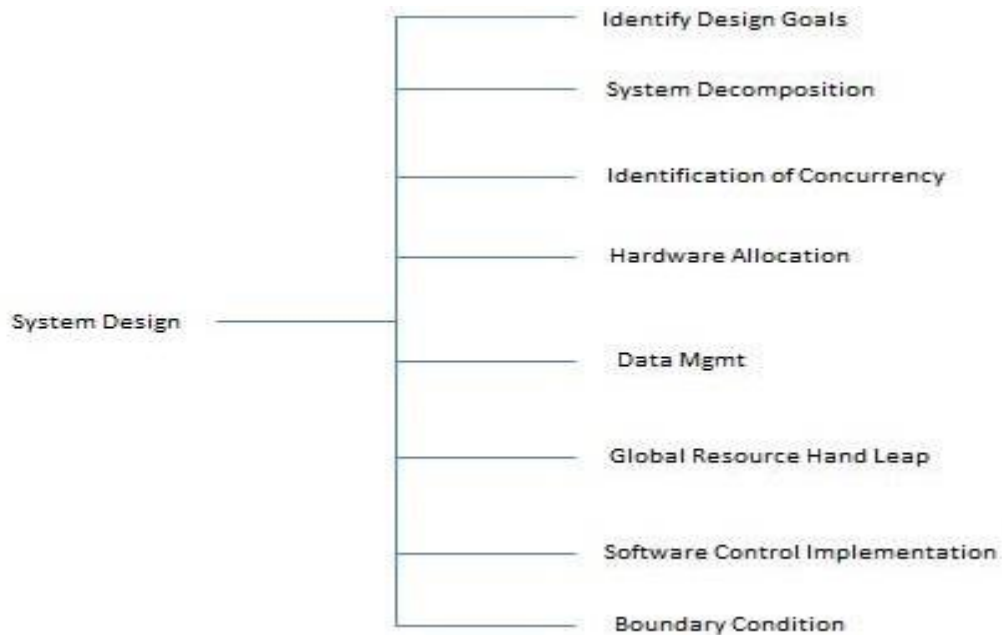 Identify Design Goals
System Decomposition
Identification of Concurrency
Hardware Allocation
System Design
Data Mgmt
Global Resource Hand Leap
Software Control Implementation
Boundary Condition